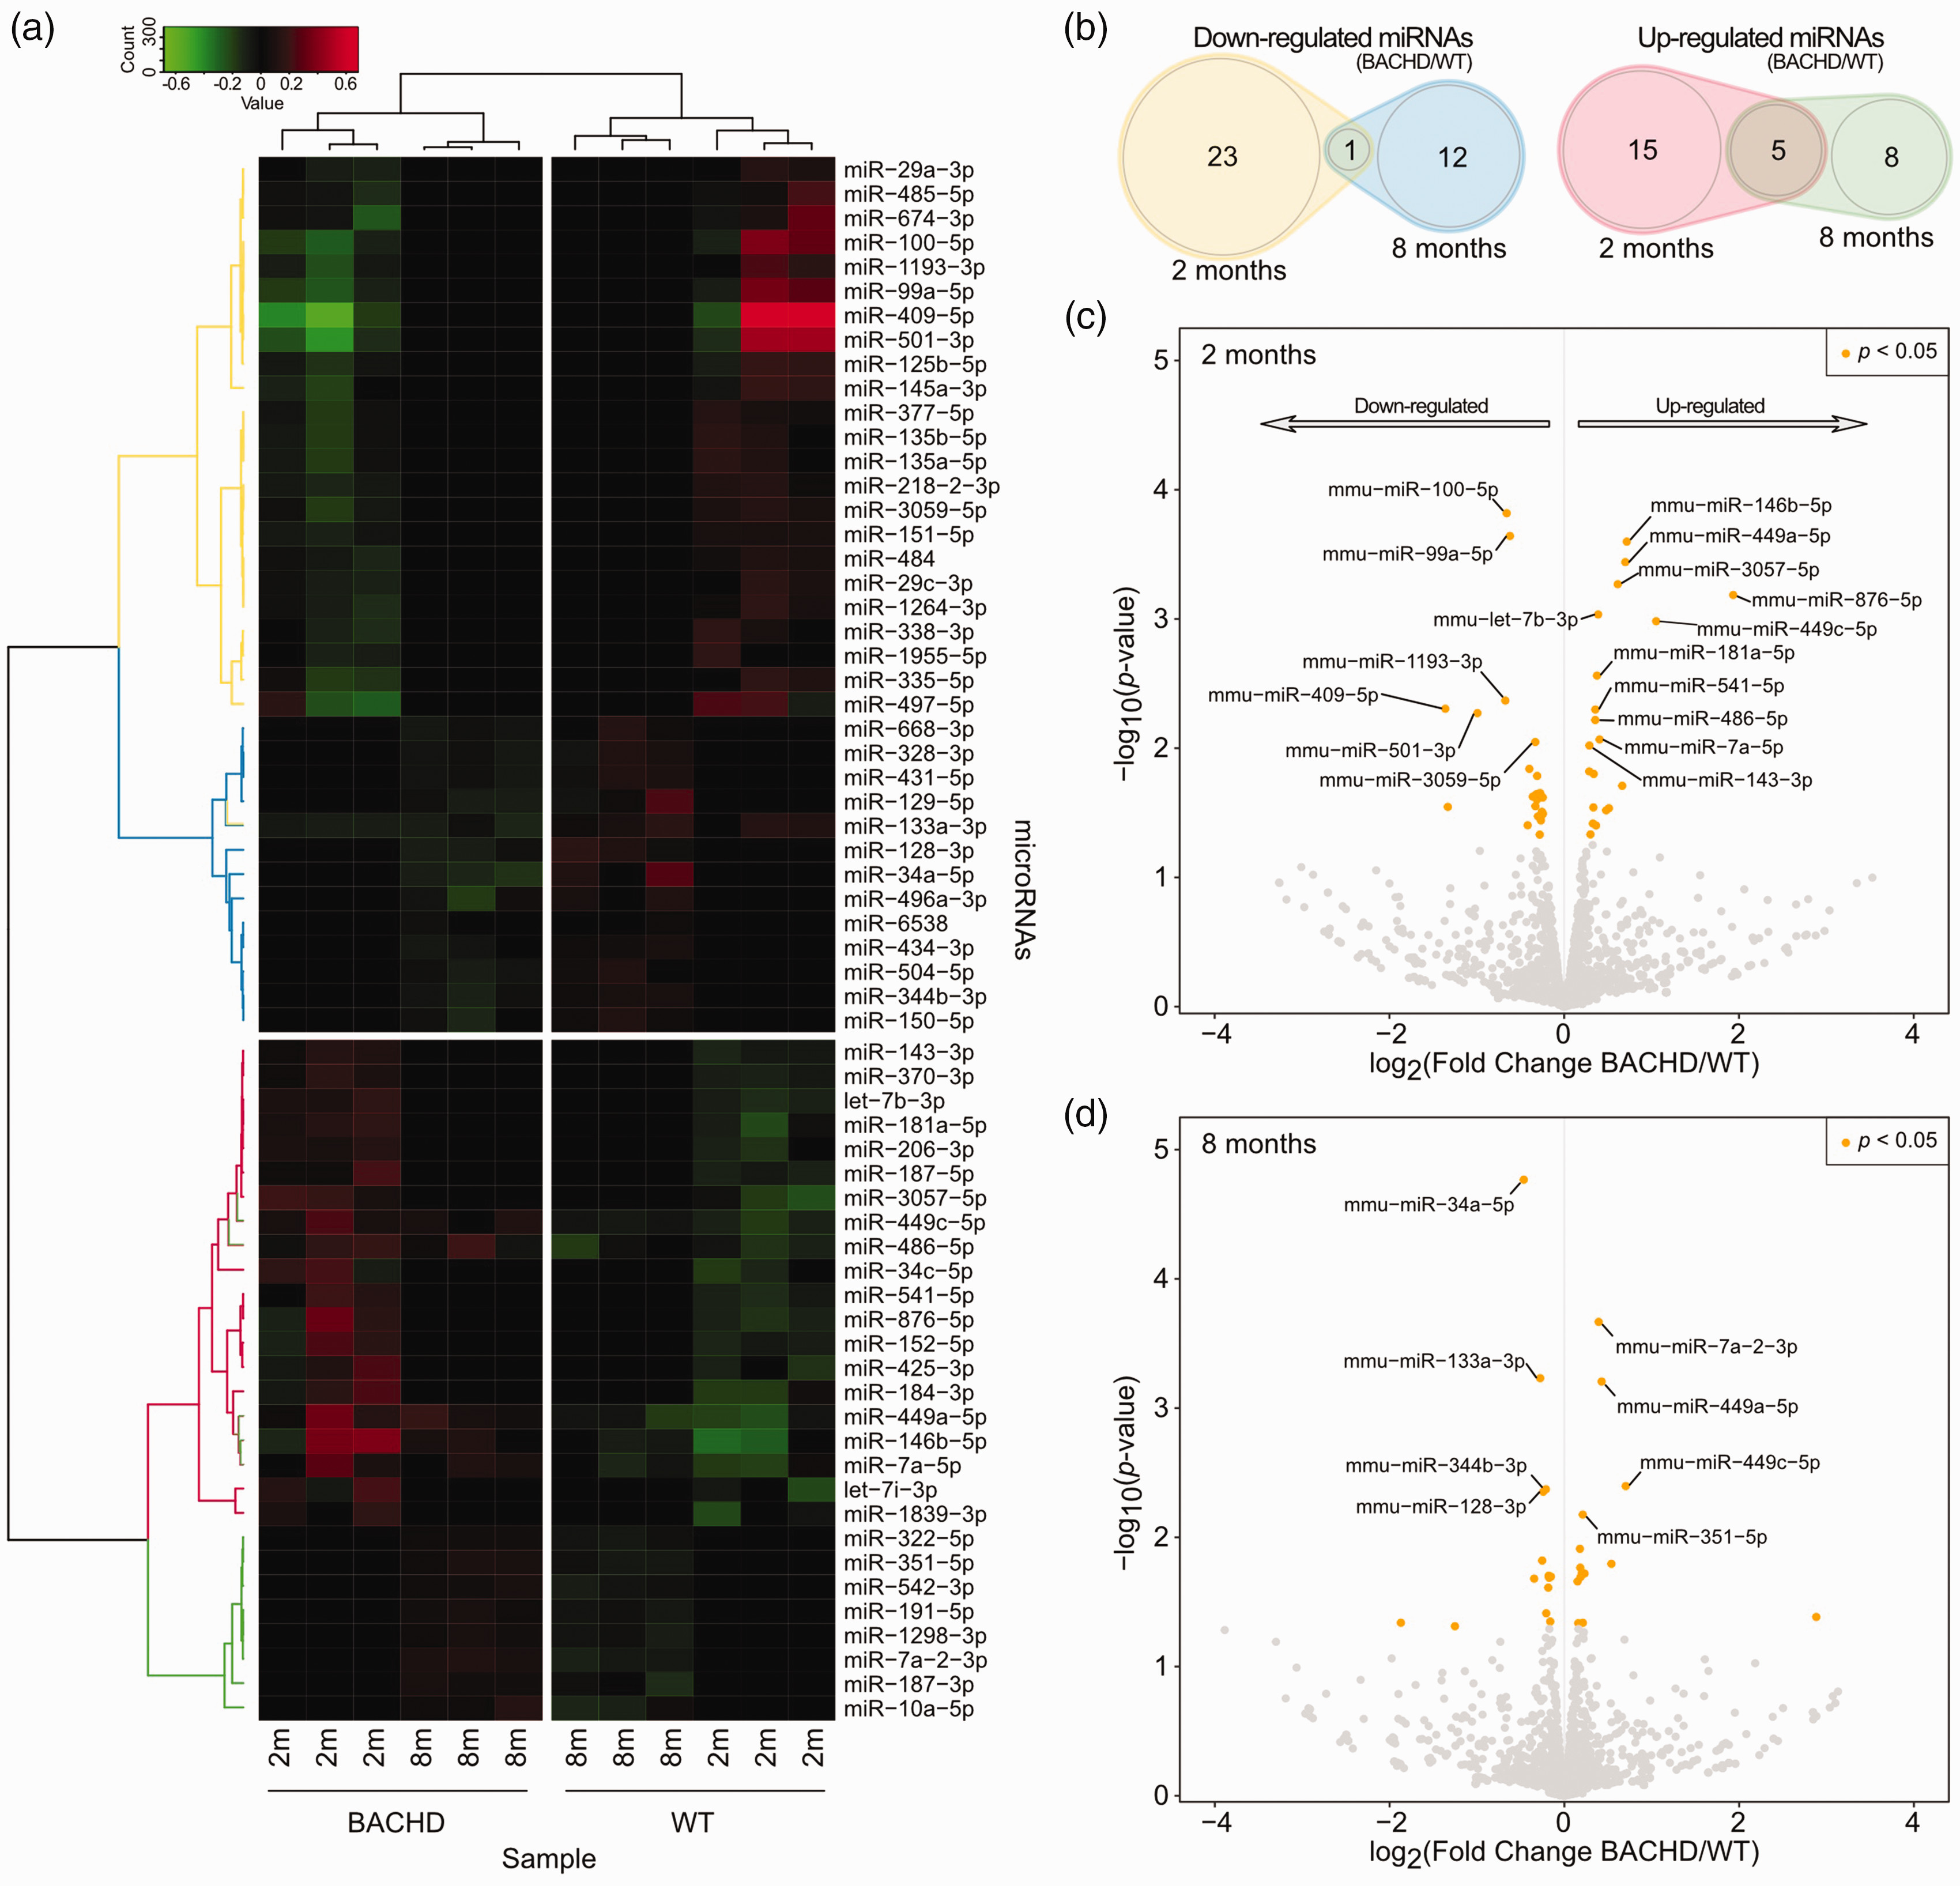 (a)
Count
0
300
-0.6
-0.2
0
0.2
0.6
Value
miR−29a−3p
miR−485−5p
miR−674−3p
miR−100−5p
miR−1193−3p
miR−99a−5p
miR−409−5p
miR−501−3p
miR−125b−5p
miR−145a−3p
miR−377−5p
miR−135b−5p
miR−135a−5p
miR−218−2−3p
miR−3059−5p
miR−151−5p
miR−484
miR−29c−3p
miR−1264−3p
miR−338−3p
miR−1955−5p
miR−335−5p
miR−497−5p
miR−668−3p
miR−328−3p
miR−431−5p
miR−129−5p
miR−133a−3p
miR−128−3p
miR−34a−5p
miR−496a−3p
miR−6538
miR−434−3p
miR−504−5p
miR−344b−3p
miR−150−5p
miR−143−3p
miR−370−3p
let−7b−3p
miR−181a−5p
miR−206−3p
miR−187−5p
miR−3057−5p
miR−449c−5p
miR−486−5p
miR−34c−5p
miR−541−5p
miR−876−5p
miR−152−5p
miR−425−3p
miR−184−3p
miR−449a−5p
miR−146b−5p
miR−7a−5p
let−7i−3p
miR−1839−3p
miR−322−5p
miR−351−5p
miR−542−3p
miR−191−5p
miR−1298−3p
miR−7a−2−3p
miR−187−3p
miR−10a−5p
microRNAs
2m
2m
2m
8m
8m
8m
8m
8m
8m
2m
2m
2m
BACHD
WT
Sample
(b)
Down-regulated miRNAs
(BACHD/WT)
23
1
12
2 months
8 months
Up-regulated miRNAs
(BACHD/WT)
15
5
8
2 months
8 months
(c)
2 months
p < 0.05
Down-regulated
Up-regulated
mmu−miR−100−5p
mmu−miR−99a−5p
mmu−let−7b−3p
mmu−miR−1193−3p
mmu−miR−409−5p
mmu−miR−501−3p
mmu−miR−3059−5p
mmu−miR−146b−5p
mmu−miR−449a−5p
mmu−miR−3057−5p
mmu−miR−876−5p
mmu−miR−449c−5p
mmu−miR−181a−5p
mmu−miR−541−5p
mmu−miR−486−5p
mmu−miR−7a−5p
mmu−miR−143−3p
5
4
3
2
1
0
−log10(p-value)
−4
−2
0
2
4
log2(Fold Change BACHD/WT)
(d)
8 months
p < 0.05
mmu−miR−34a−5p
mmu−miR−133a−3p
mmu−miR−344b−3p
mmu−miR−128−3p
mmu−miR−7a−2−3p
mmu−miR−449a−5p
mmu−miR−449c−5p
mmu−miR−351−5p
5
4
3
2
1
0
−log10(p-value)
−4
−2
0
2
4
log2(Fold Change BACHD/WT)